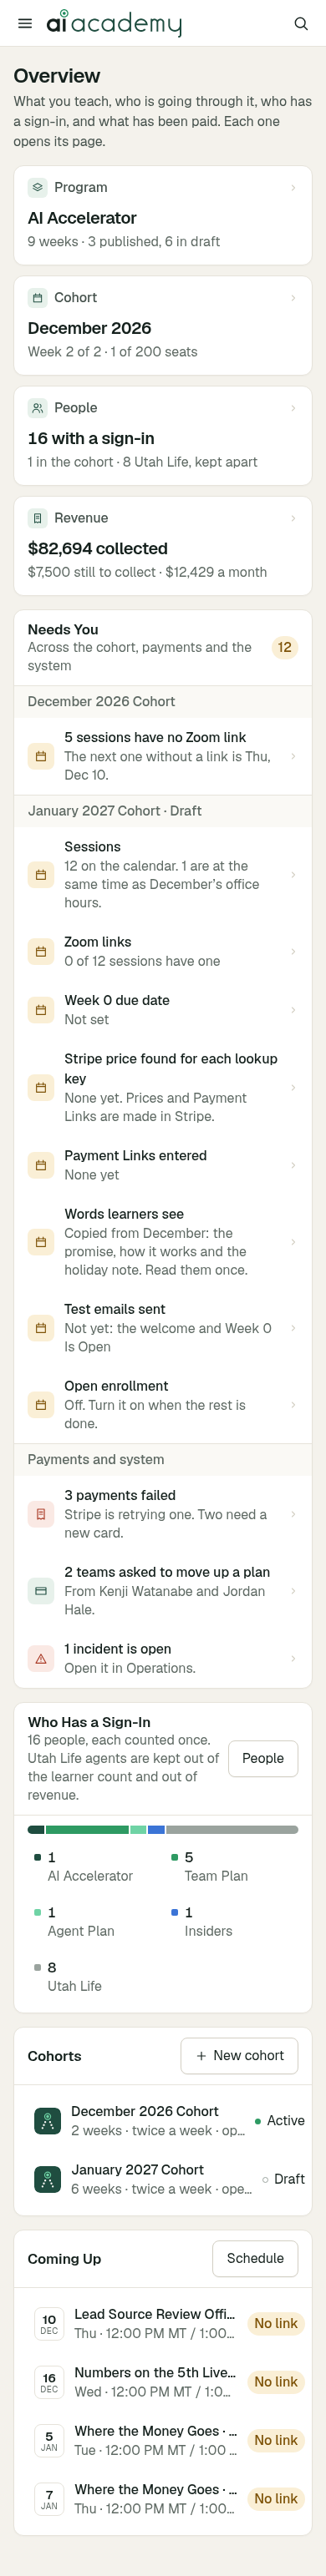 ai academy
Overview
What you teach, who is going through it, who has
a sign-in, and what has been paid. Each one
opens its page.
Program
AI Accelerator
9 weeks · 3 published, 6 in draft
Cohort
December 2026
Week 2 of 2 · 1 of 200 seats
People
16 with a sign-in
1 in the cohort · 8 Utah Life, kept apart
Revenue
$82,694 collected
$7,500 still to collect · $12,429 a month
Needs You
Across the cohort, payments and the
system
12
December 2026 Cohort
5 sessions have no Zoom link
The next one without a link is Thu,
Dec 10.
January 2027 Cohort · Draft
Sessions
12 on the calendar. 1 are at the
same time as December's office
hours.
Zoom links
0 of 12 sessions have one
Week 0 due date
Not set
Stripe price found for each lookup
key
None yet. Prices and Payment
Links are made in Stripe.
Payment Links entered
None yet
Words learners see
Copied from December: the
promise, how it works and the
holiday note. Read them once.
Test emails sent
Not yet: the welcome and Week 0
Is Open
Open enrollment
Off. Turn it on when the rest is
done.
Payments and system
3 payments failed
Stripe is retrying one. Two need a
new card.
2 teams asked to move up a plan
From Kenji Watanabe and Jordan
Hale.
1 incident is open
Open it in Operations.
Who Has a Sign-In
16 people, each counted once.
Utah Life agents are kept out of
the learner count and out of
revenue.
People
1
AI Accelerator
5
Team Plan
1
Agent Plan
1
Insiders
8
Utah Life
Cohorts
+ New cohort
December 2026 Cohort
2 weeks · twice a week · op...
Active
January 2027 Cohort
6 weeks · twice a week · ope...
Draft
Coming Up
Schedule
10 DEC
Lead Source Review Offi...
Thu · 12:00 PM MT / 1:00...
No link
16 DEC
Numbers on the 5th Live...
Wed · 12:00 PM MT / 1:0...
No link
5 JAN
Where the Money Goes · ...
Tue · 12:00 PM MT / 1:00 ...
No link
7 JAN
Where the Money Goes · ...
Thu · 12:00 PM MT / 1:00...
No link